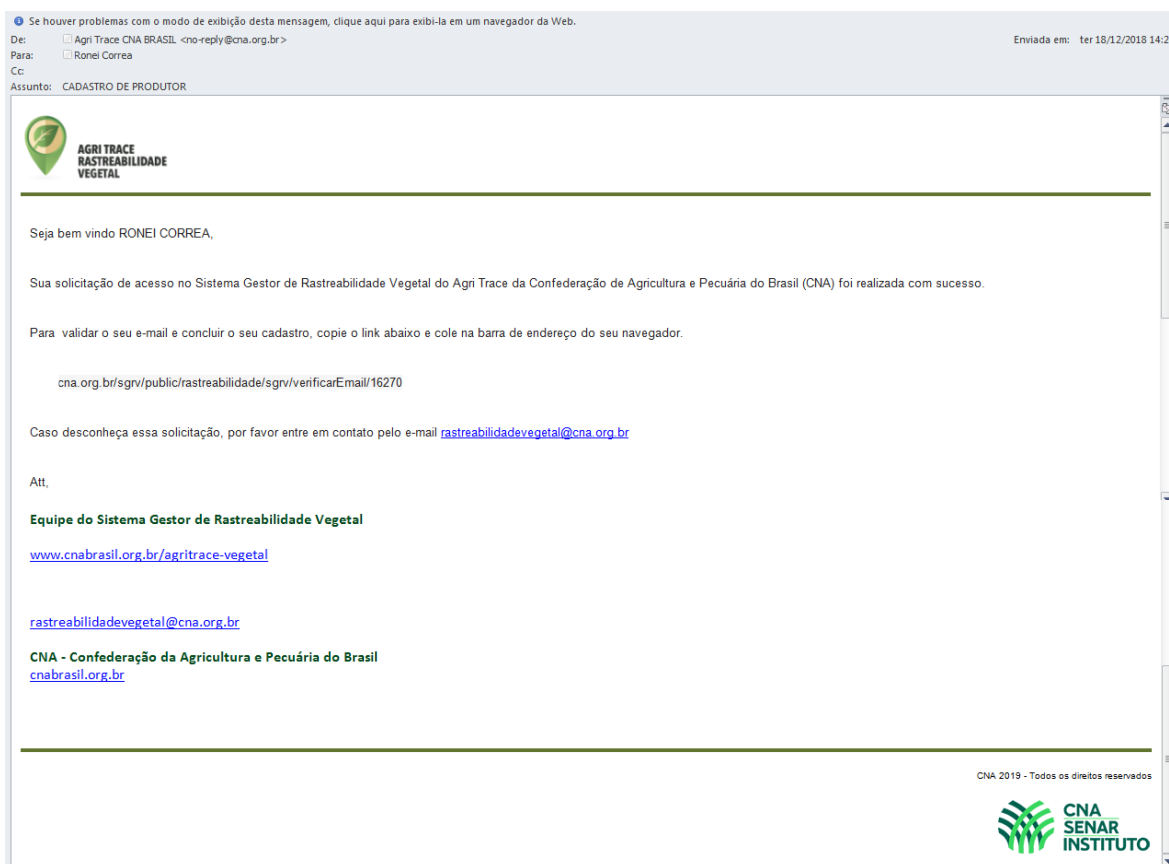 Se houver problemas com o modo de exibição desta mensagem, clique aqui para exibi-la em um navegador da Web.
De: Agri Trace CNA BRASIL <no-reply@cna.org.br> Enviada em: ter 18/12/2018 14:2
Para: Ronei Correa
Cc:
Assunto: CADASTRO DE PRODUTOR
AGRI TRACE
RASTREABILIDADE
VEGETAL
Seja bem vindo RONEI CORREA,
Sua solicitação de acesso no Sistema Gestor de Rastreabilidade Vegetal do Agri Trace da Confederação de Agricultura e Pecuária do Brasil (CNA) foi realizada com sucesso.
Para validar o seu e-mail e concluir o seu cadastro, copie o link abaixo e cole na barra de endereço do seu navegador.
cna.org.br/sgrv/public/rastreabilidade/sgrv/verificarEmail/16270
Caso desconheça essa solicitação, por favor entre em contato pelo e-mail rastreabilidadevegetal@cna.org.br
Att,
Equipe do Sistema Gestor de Rastreabilidade Vegetal
www.cnabrasil.org.br/agritrace-vegetal
rastreabilidadevegetal@cna.org.br
CNA - Confederação da Agricultura e Pecuária do Brasil
cnabrasil.org.br
CNA 2019 - Todos os direitos reservados
CNA
SENAR
INSTITUTO